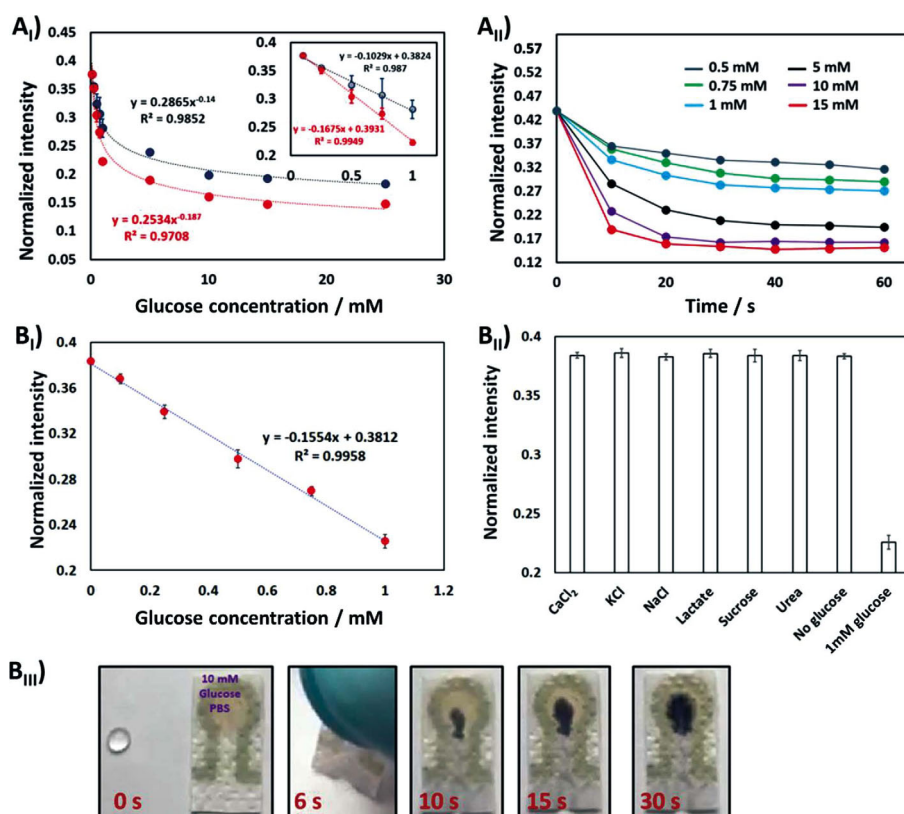 A_I)
Normalized intensity
0.45
0.4
0.35
0.3
0.25
0.2
0.15
0.1
0.05
0
10
20
30
Glucose concentration / mM
y = 0.2865x^-0.14
R² = 0.9852
y = 0.2534x^-0.187
R² = 0.9708
0.4
0.35
0.3
0.25
0.2
0
0.5
1
y = -0.1029x + 0.3824
R² = 0.987
y = -0.1675x + 0.3931
R² = 0.9949
A_II)
Normalized intensity
0.57
0.52
0.47
0.42
0.37
0.32
0.27
0.22
0.17
0.12
0
20
40
60
Time / s
0.5 mM
5 mM
0.75 mM
10 mM
1 mM
15 mM
B_I)
Normalized intensity
0.4
0.36
0.32
0.28
0.24
0.2
0
0.2
0.4
0.6
0.8
1
1.2
Glucose concentration / mM
y = -0.1554x + 0.3812
R² = 0.9958
B_II)
Normalized intensity
0.4
0.35
0.3
0.25
0.2
CaCl₂
KCl
NaCl
Lactate
Sucrose
Urea
No glucose
1mM glucose
B_III)
10 mM
Glucose
PBS
0 s
6 s
10 s
15 s
30 s